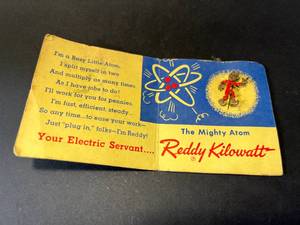 I'm a Busy Little Atom,
I split myself in two
And multiply as many times
As I have jobs to do!
I'll work for you for pennies.
I'm fast, efficient, steady...
So any time...to ease your work—
Just "plug in," folks—I'm Reddy!
Your Electric Servant....
The Mighty Atom
Reddy Kilowatt
®